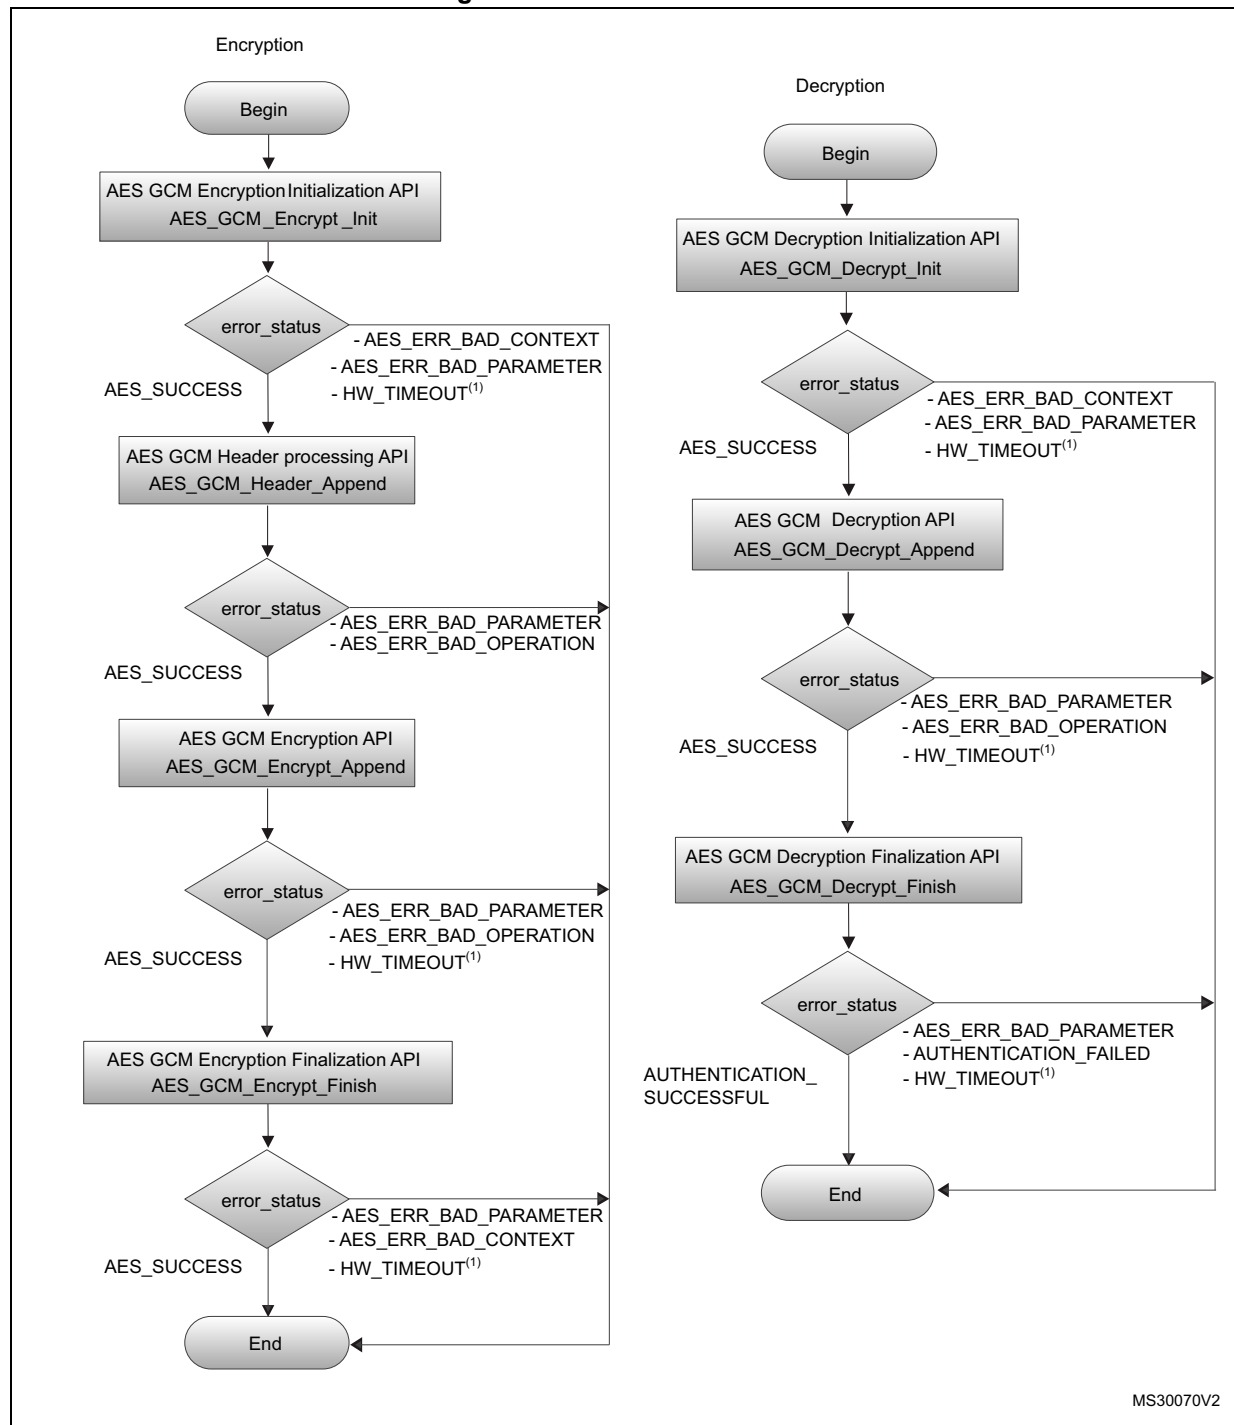 Encryption
Begin
AES GCM Encryption Initialization API
AES_GCM_Encrypt _Init
error_status
- AES_ERR_BAD_CONTEXT
- AES_ERR_BAD_PARAMETER
- HW_TIMEOUT(1)
AES_SUCCESS
AES GCM Header processing API
AES_GCM_Header_Append
error_status
- AES_ERR_BAD_PARAMETER
- AES_ERR_BAD_OPERATION
AES_SUCCESS
AES GCM Encryption API
AES_GCM_Encrypt_Append
error_status
- AES_ERR_BAD_PARAMETER
- AES_ERR_BAD_OPERATION
- HW_TIMEOUT(1)
AES_SUCCESS
AES GCM Encryption Finalization API
AES_GCM_Encrypt_Finish
error_status
- AES_ERR_BAD_PARAMETER
- AES_ERR_BAD_CONTEXT
- HW_TIMEOUT(1)
AES_SUCCESS
End
Decryption
Begin
AES GCM Decryption Initialization API
AES_GCM_Decrypt_Init
error_status
- AES_ERR_BAD_CONTEXT
- AES_ERR_BAD_PARAMETER
- HW_TIMEOUT(1)
AES_SUCCESS
AES GCM Decryption API
AES_GCM_Decrypt_Append
error_status
- AES_ERR_BAD_PARAMETER
- AES_ERR_BAD_OPERATION
- HW_TIMEOUT(1)
AES_SUCCESS
AES GCM Decryption Finalization API
AES_GCM_Decrypt_Finish
error_status
- AES_ERR_BAD_PARAMETER
- AUTHENTICATION_FAILED
- HW_TIMEOUT(1)
AUTHENTICATION_
SUCCESSFUL
End
MS30070V2